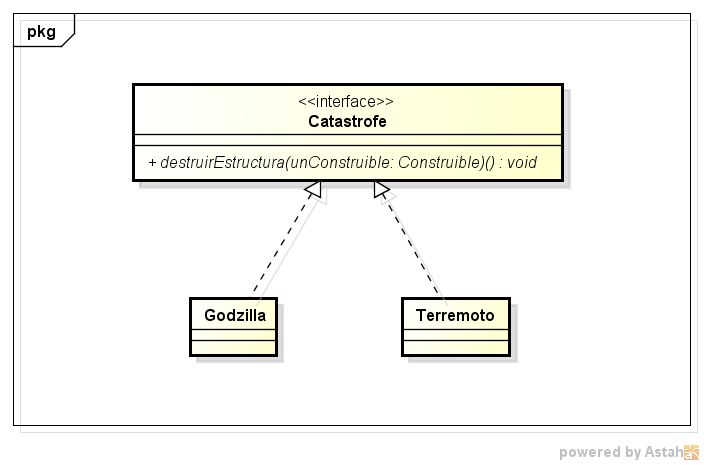 pkg
<<interface>>
Catastrofe
+ destruirEstructura(unConstruible: Construible)() : void
Godzilla
Terremoto
powered by Astah